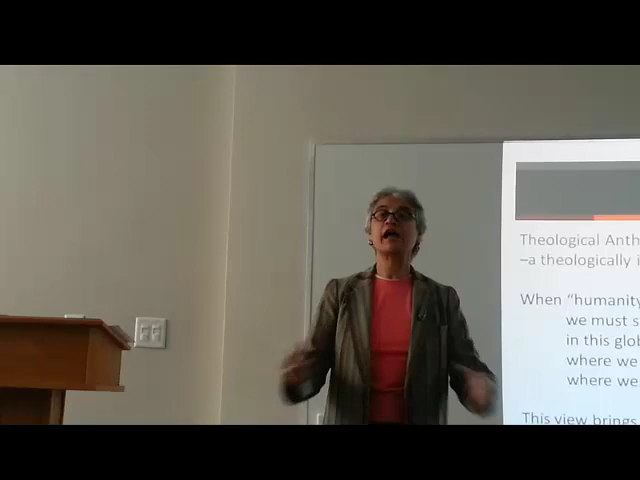 Theological Anth
–a theologically i
When “humanity
we must s
in this glob
where we
where we
This view brings